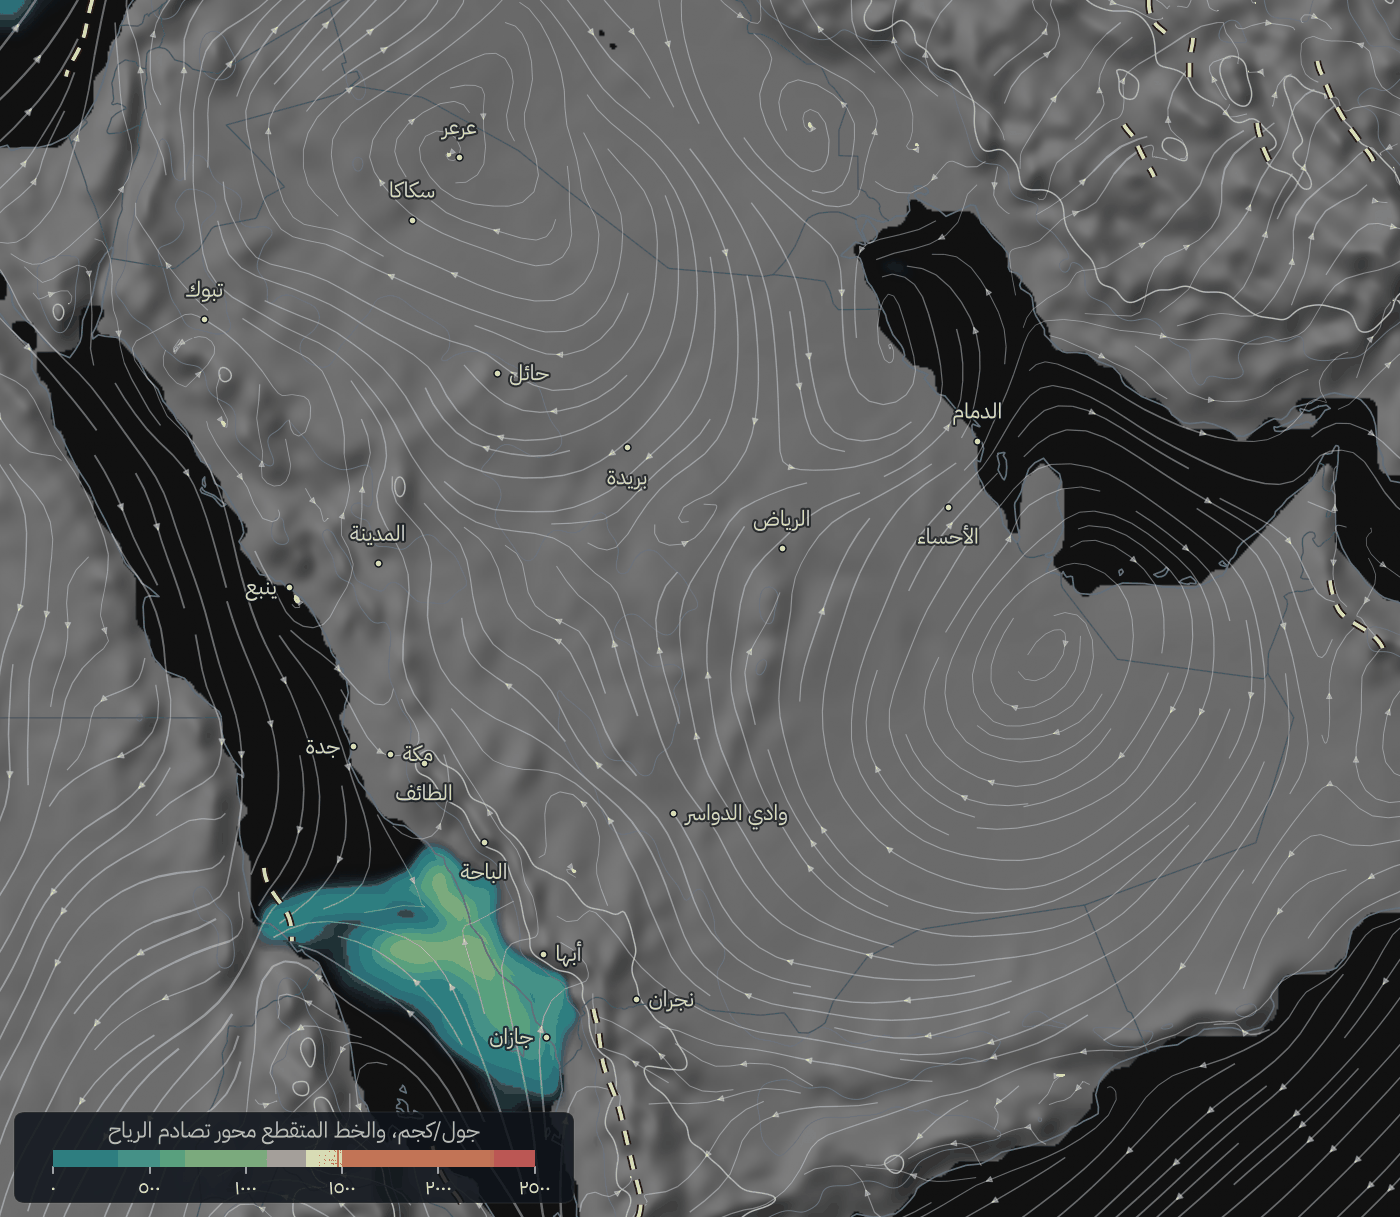 عرعر
سكاكا
تبوك
حائل
الدمام
بريدة
الرياض
المدينة
الأحساء
ينبع
جدة
مكة
الطائف
وادي الدواسر
الباحة
أبها
نجران
جازان
جول/كجم، والخط المتقطع محور تصادم الرياح
٠ ٥٠٠ ١٠٠٠ ١٥٠٠ ٢٠٠٠ ٢٥٠٠